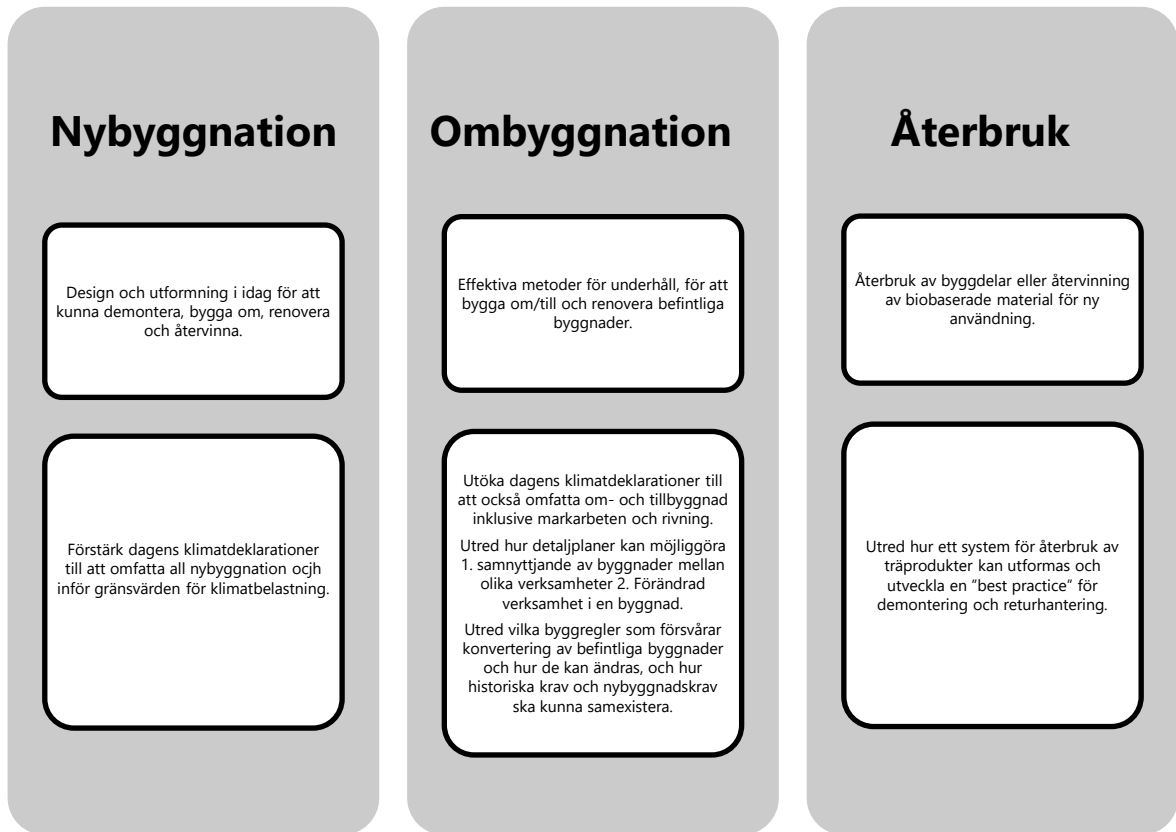 Nybyggnation
Design och utformning i idag för att
kunna demontera, bygga om, renovera
och återvinna.
Förstärk dagens klimatdeklarationer
till att omfatta all nybyggnation ocjh
inför gränsvärden för klimatbelastning.
Ombyggnation
Effektiva metoder för underhåll, för att
bygga om/till och renovera befintliga
byggnader.
Utöka dagens klimatdeklarationer till
att också omfatta om- och tillbyggnad
inklusive markarbeten och rivning.
Utred hur detaljplaner kan möjliggöra
1. samnyttjande av byggnader mellan
olika verksamheter 2. Förändrad
verksamhet i en byggnad.
Utred vilka byggregler som försvårar
konvertering av befintliga byggnader
och hur de kan ändras, och hur
historiska krav och nybyggnadskrav
ska kunna samexistera.
Återbruk
Återbruk av byggdelar eller återvinning
av biobaserade material för ny
användning.
Utred hur ett system för återbruk av
träprodukter kan utformas och
utveckla en “best practice” för
demontering och returhantering.